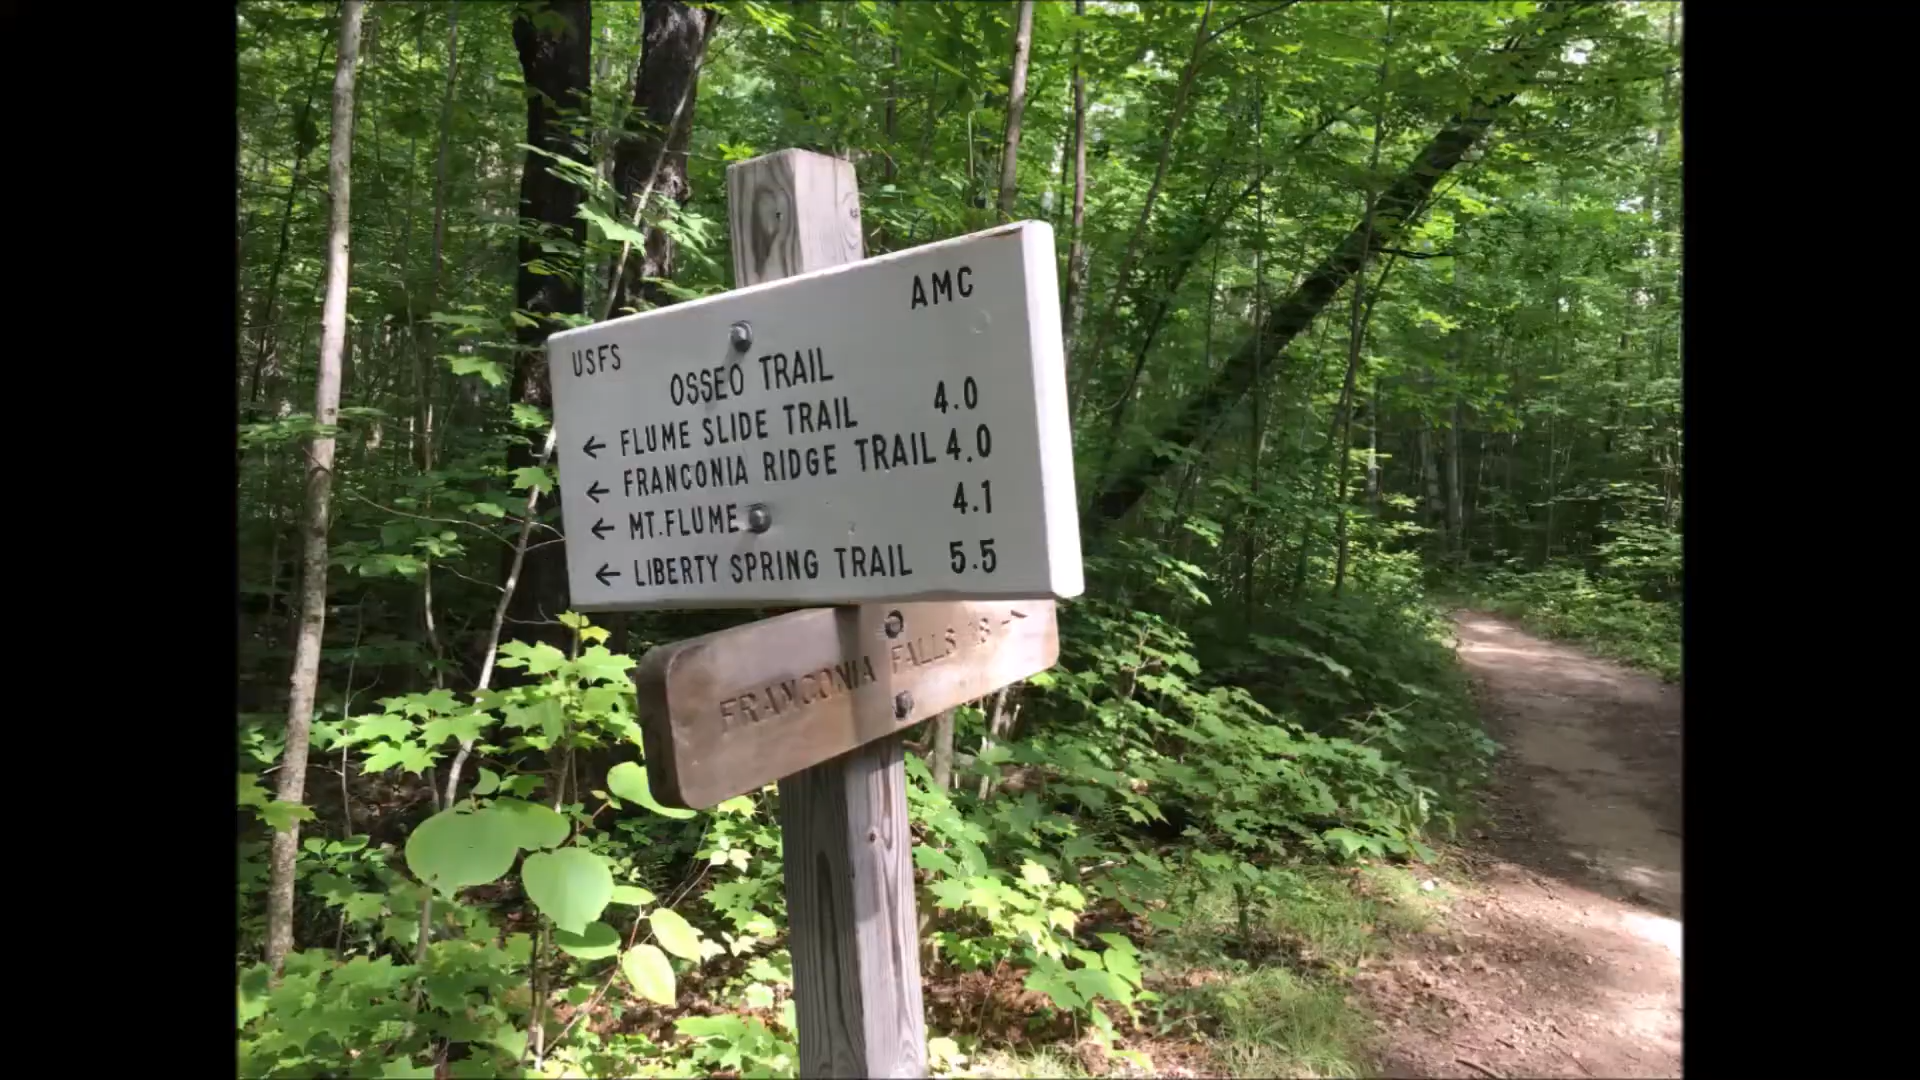 USFS AMC
OSSEO TRAIL
← FLUME SLIDE TRAIL 4.0
← FRANCONIA RIDGE TRAIL 4.0
← MT.FLUME 4.1
← LIBERTY SPRING TRAIL 5.5
FRANCONIA FALLS